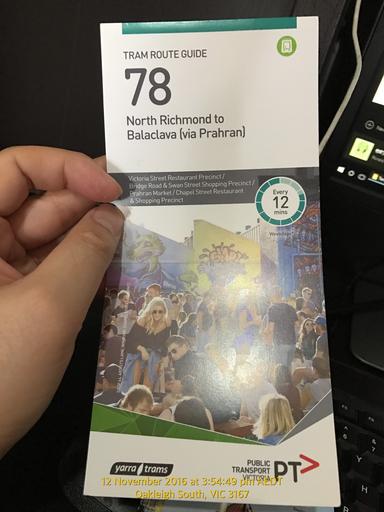 TRAM ROUTE GUIDE
78
North Richmond to
Balaclava (via Prahran)
Victoria Street Restaurant Precinct /
Bridge Road & Swan Street Shopping Precinct /
Prahran Market / Chapel Street Restaurant
& Shopping Precinct
Every
12
mins
yarra trams
PUBLIC
TRANSPORT
VICTORIA
PT>
12 November 2016 at 3:54:49 pm AEDT
Oakleigh South, VIC 3167